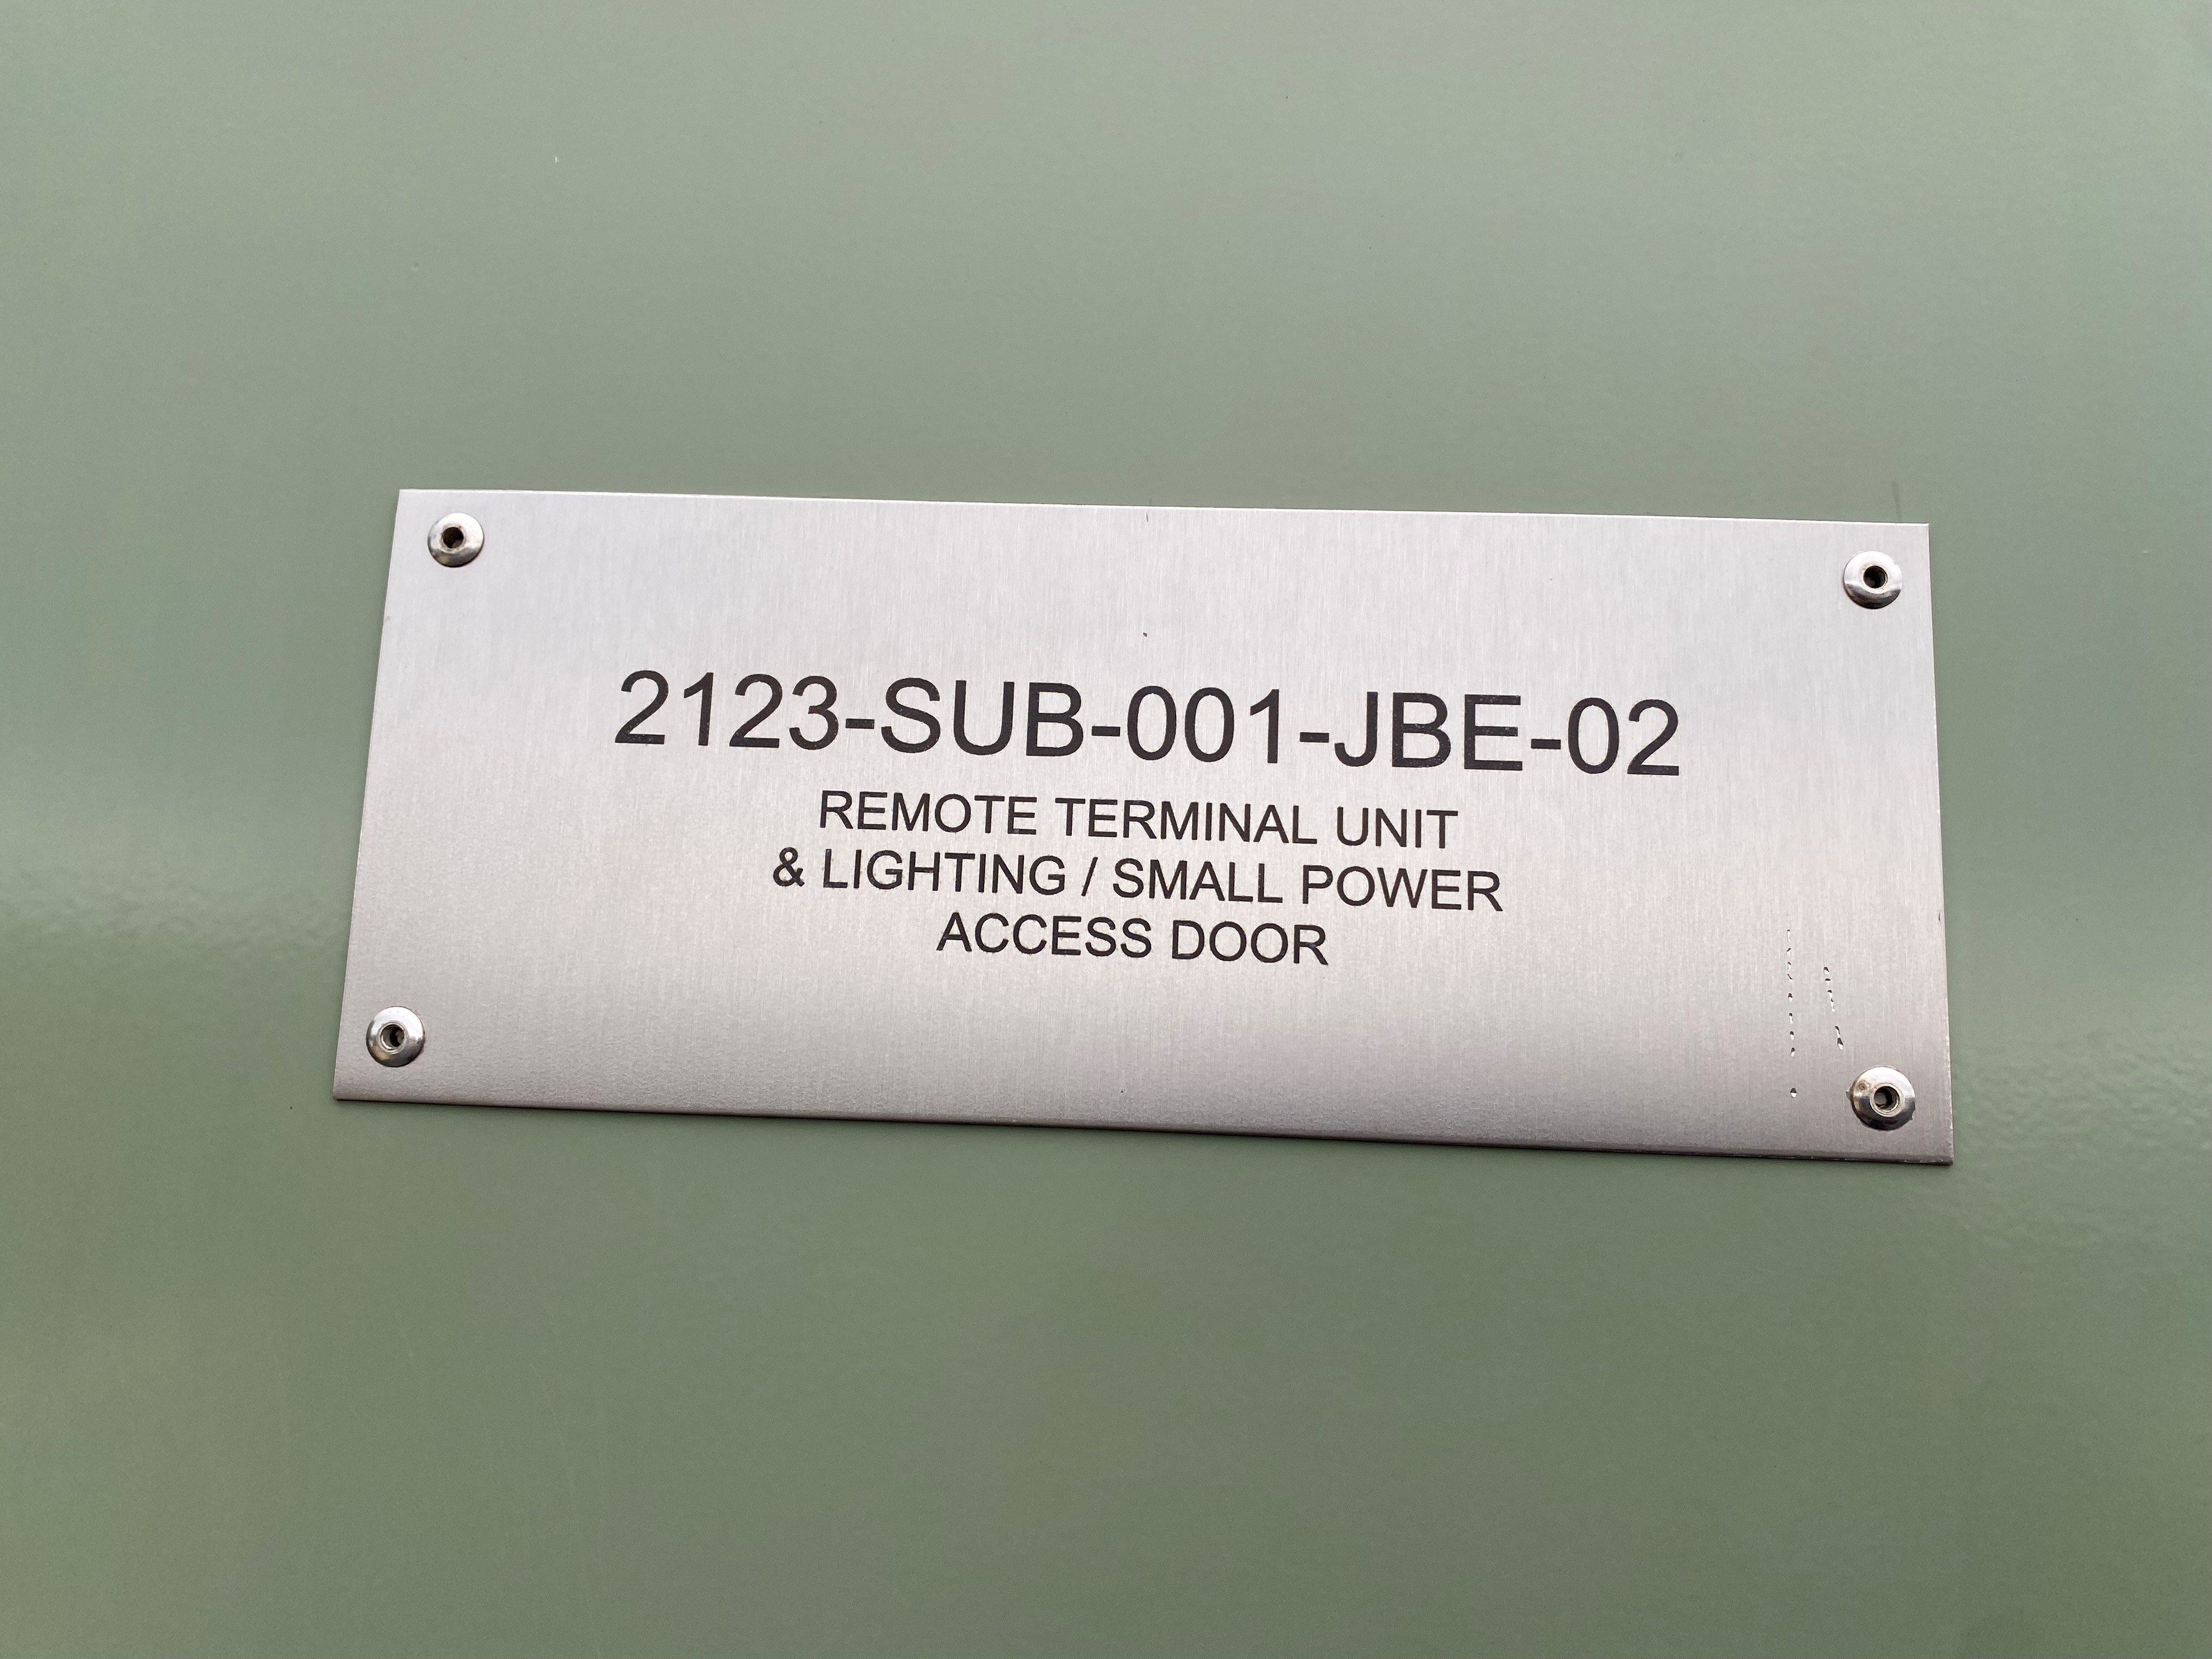 2123-SUB-001-JBE-02
REMOTE TERMINAL UNIT
& LIGHTING / SMALL POWER
ACCESS DOOR